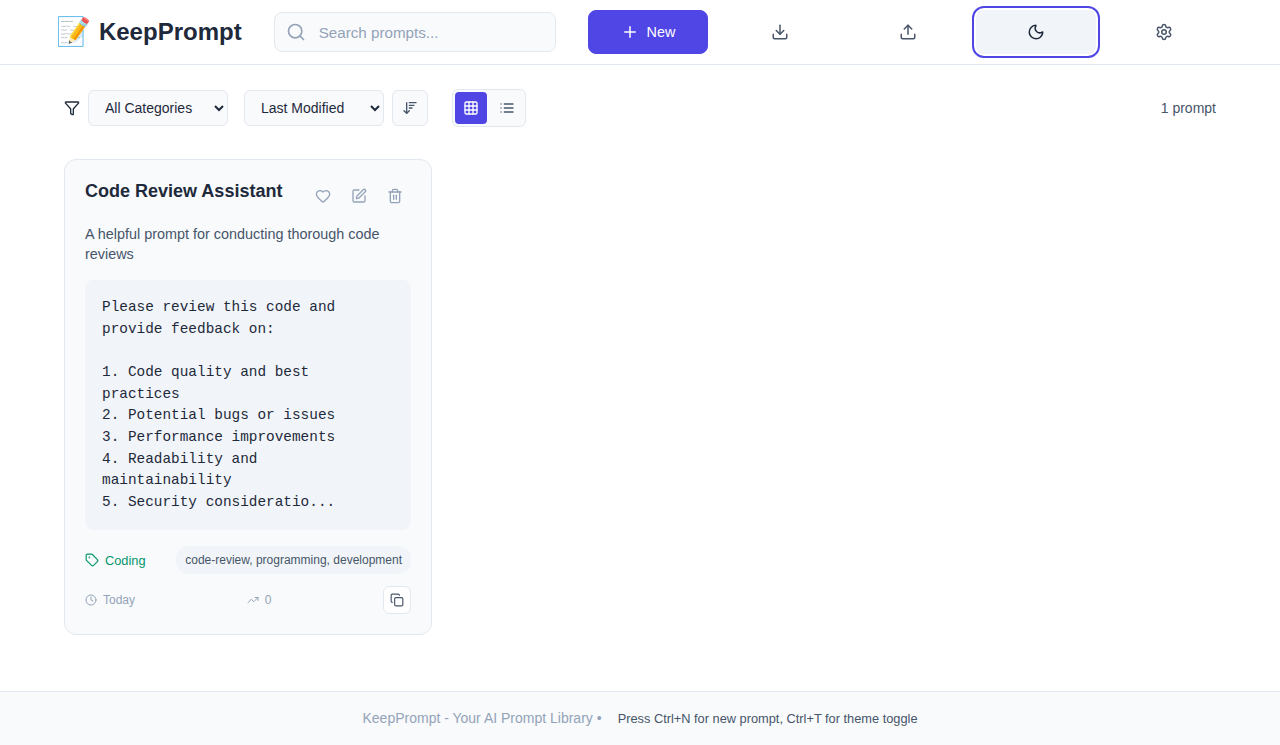 KeepPrompt
Search prompts...
New
All Categories
Last Modified
1 prompt
Code Review Assistant
A helpful prompt for conducting thorough code
reviews
Please review this code and
provide feedback on:
1. Code quality and best
practices
2. Potential bugs or issues
3. Performance improvements
4. Readability and
maintainability
5. Security consideratio...
Coding
code-review, programming, development
Today
0
KeepPrompt - Your AI Prompt Library • Press Ctrl+N for new prompt, Ctrl+T for theme toggle